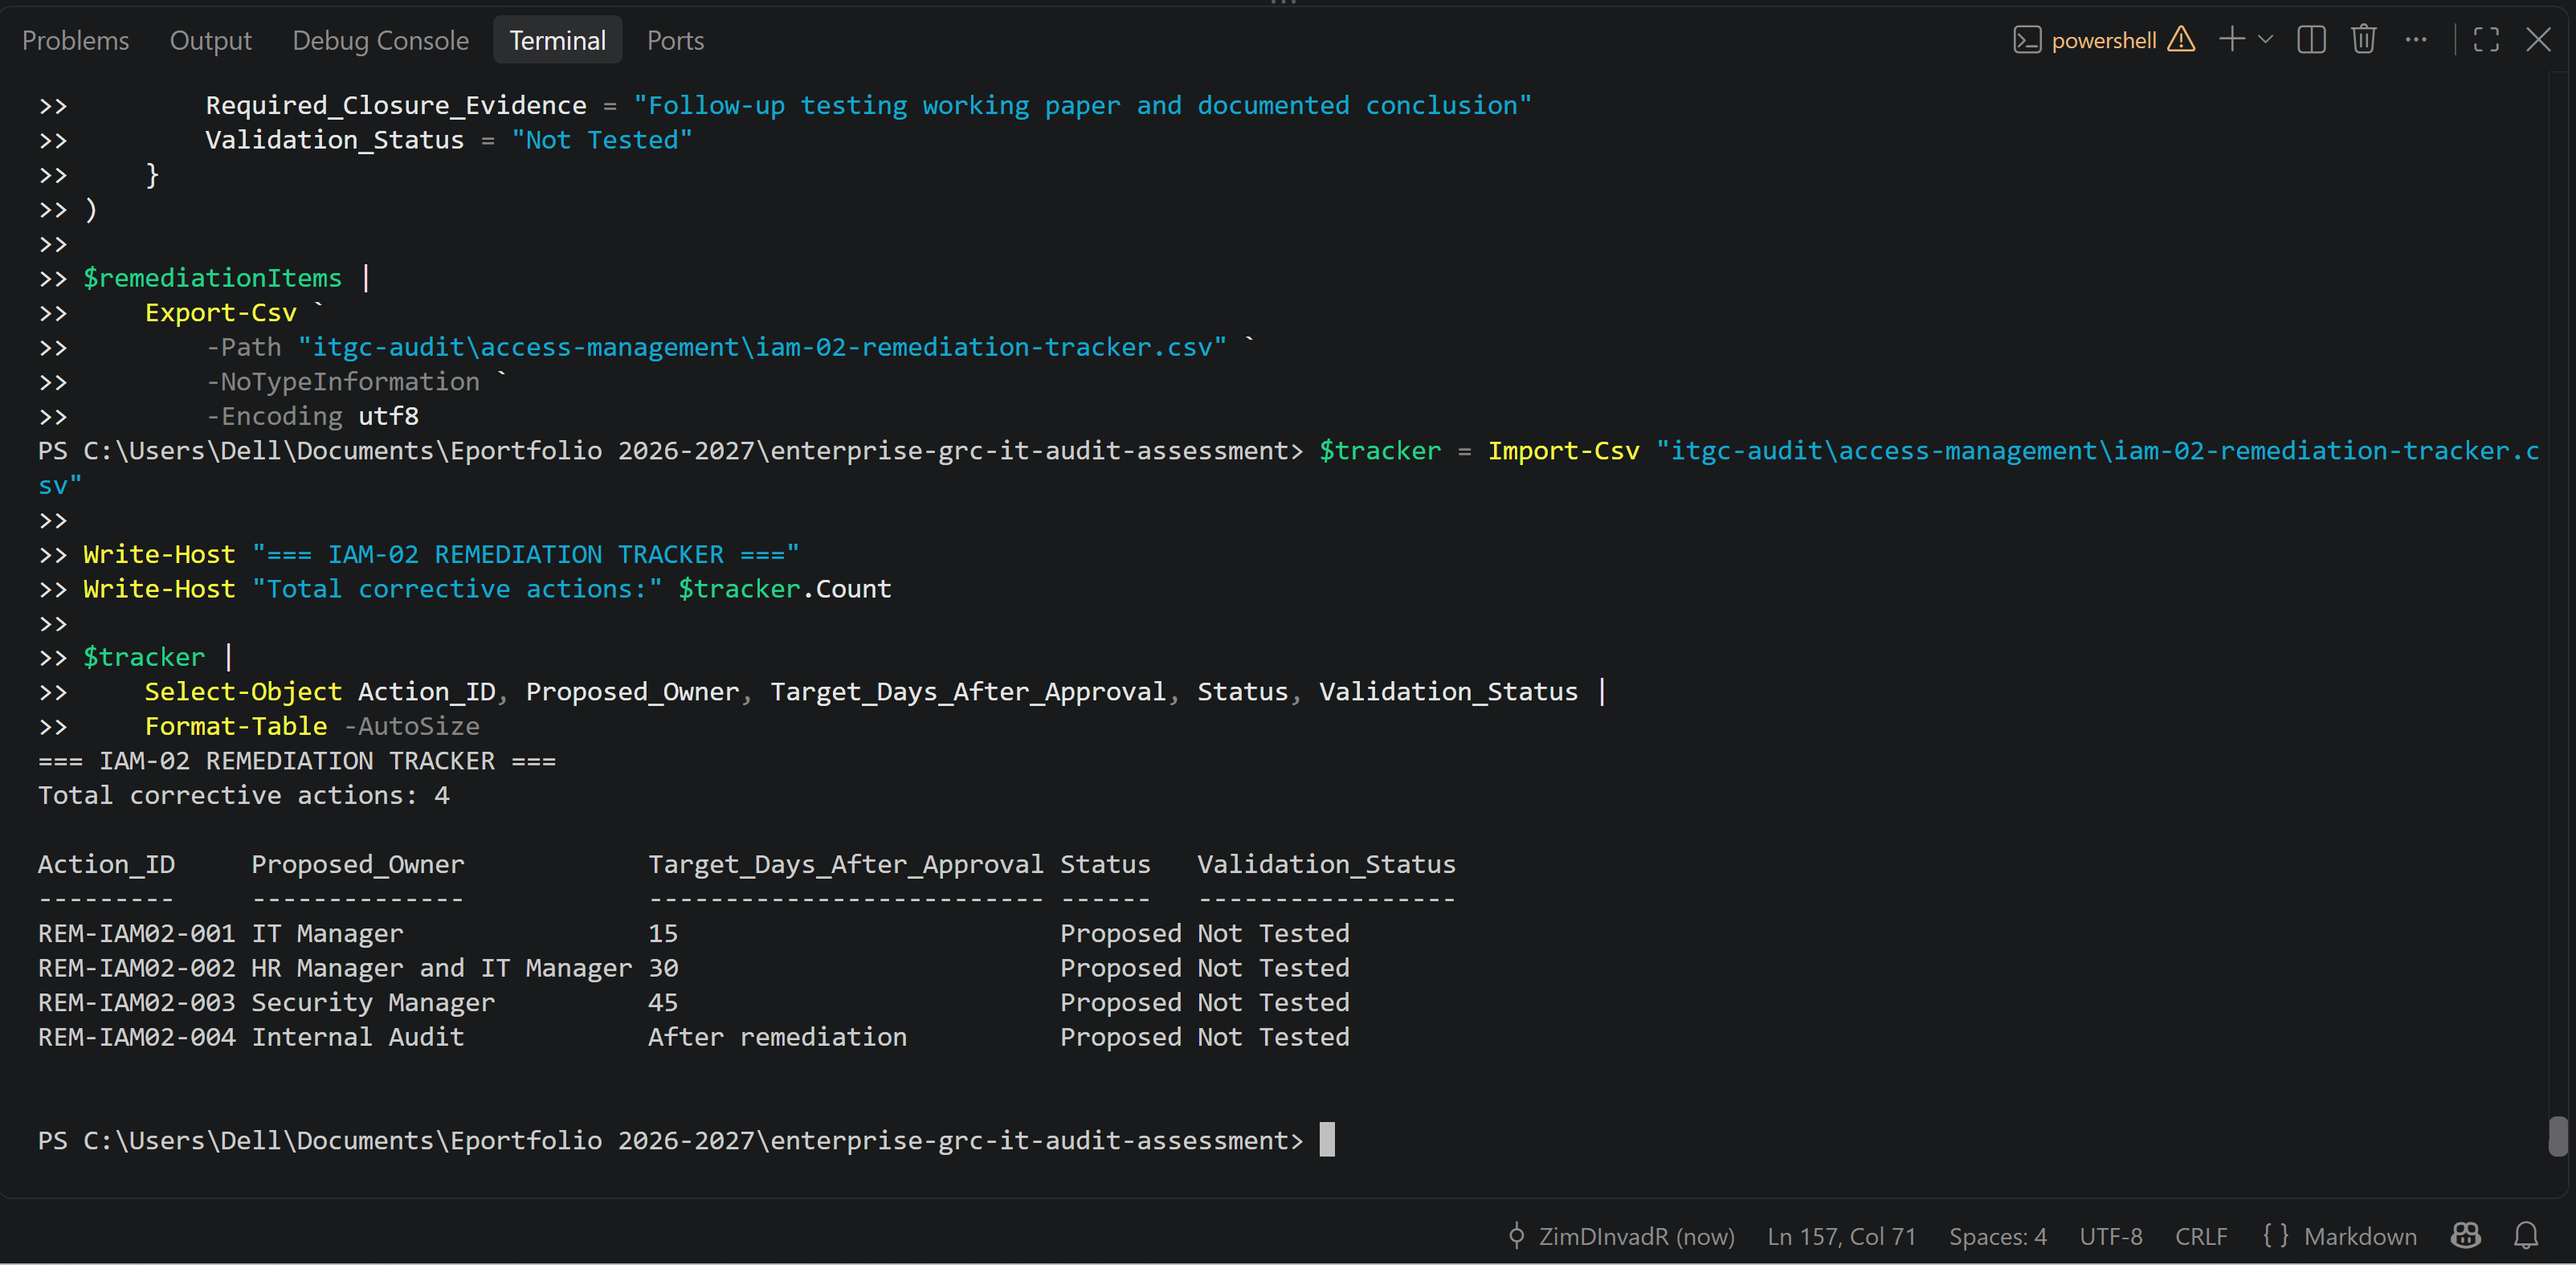 Problems Output Debug Console Terminal Ports powershell
>>         Required_Closure_Evidence = "Follow-up testing working paper and documented conclusion"
>>         Validation_Status = "Not Tested"
>>     }
>> )
>>
>> $remediationItems |
>>     Export-Csv `
>>         -Path "itgc-audit\access-management\iam-02-remediation-tracker.csv" `
>>         -NoTypeInformation `
>>         -Encoding utf8
PS C:\Users\Dell\Documents\Eportfolio 2026-2027\enterprise-grc-it-audit-assessment> $tracker = Import-Csv "itgc-audit\access-management\iam-02-remediation-tracker.c
sv"
>>
>> Write-Host "=== IAM-02 REMEDIATION TRACKER ==="
>> Write-Host "Total corrective actions:" $tracker.Count
>>
>> $tracker |
>>     Select-Object Action_ID, Proposed_Owner, Target_Days_After_Approval, Status, Validation_Status |
>>     Format-Table -AutoSize
=== IAM-02 REMEDIATION TRACKER ===
Total corrective actions: 4
Action_ID     Proposed_Owner            Target_Days_After_Approval Status   Validation_Status
---------     --------------            -------------------------- ------   -----------------
REM-IAM02-001 IT Manager                15                         Proposed Not Tested
REM-IAM02-002 HR Manager and IT Manager 30                         Proposed Not Tested
REM-IAM02-003 Security Manager          45                         Proposed Not Tested
REM-IAM02-004 Internal Audit            After remediation          Proposed Not Tested
PS C:\Users\Dell\Documents\Eportfolio 2026-2027\enterprise-grc-it-audit-assessment>
ZimDInvadR (now) Ln 157, Col 71 Spaces: 4 UTF-8 CRLF { } Markdown